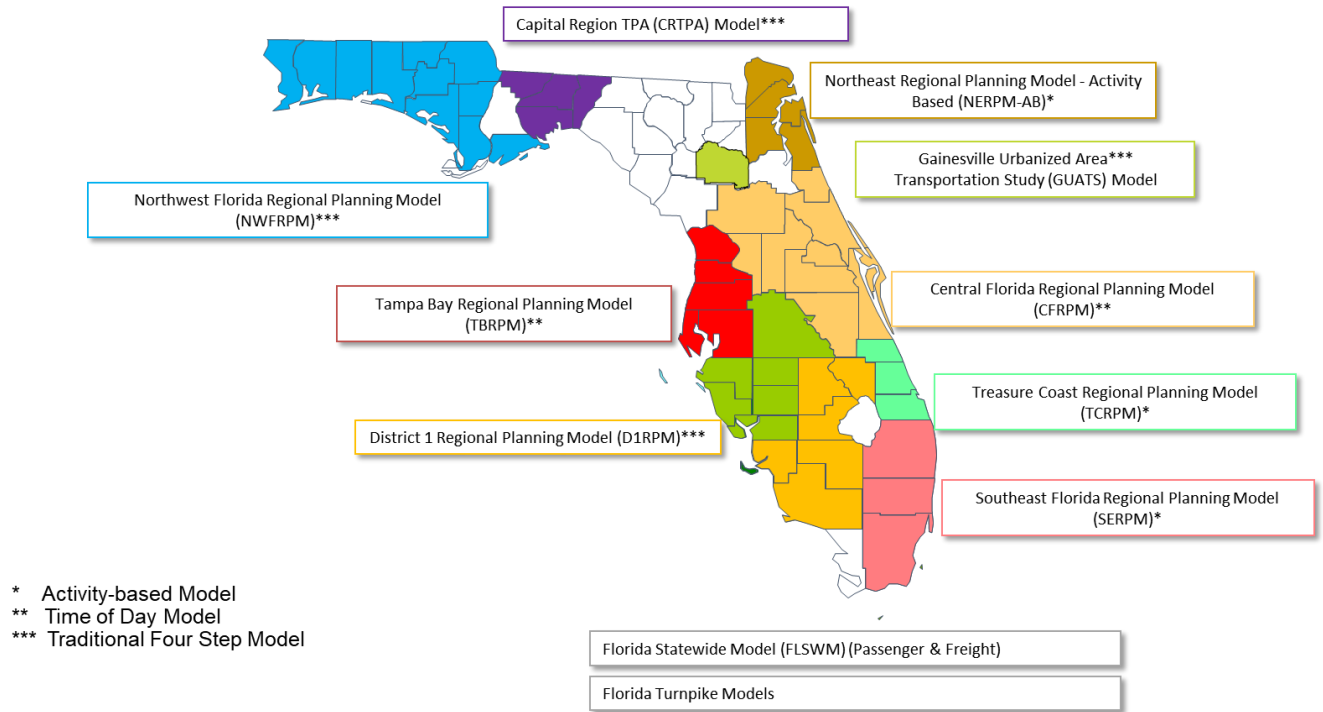 Capital Region TPA (CRTPA) Model***
Northeast Regional Planning Model - Activity
Based (NERPM-AB)*
Gainesville Urbanized Area***
Transportation Study (GUATS) Model
Northwest Florida Regional Planning Model
(NWFRPM)***
Tampa Bay Regional Planning Model
(TBRPM)**
Central Florida Regional Planning Model
(CFRPM)**
Treasure Coast Regional Planning Model
(TCRPM)*
District 1 Regional Planning Model (D1RPM)***
Southeast Florida Regional Planning Model
(SERPM)*
* Activity-based Model
** Time of Day Model
*** Traditional Four Step Model
Florida Statewide Model (FLSWM) (Passenger & Freight)
Florida Turnpike Models